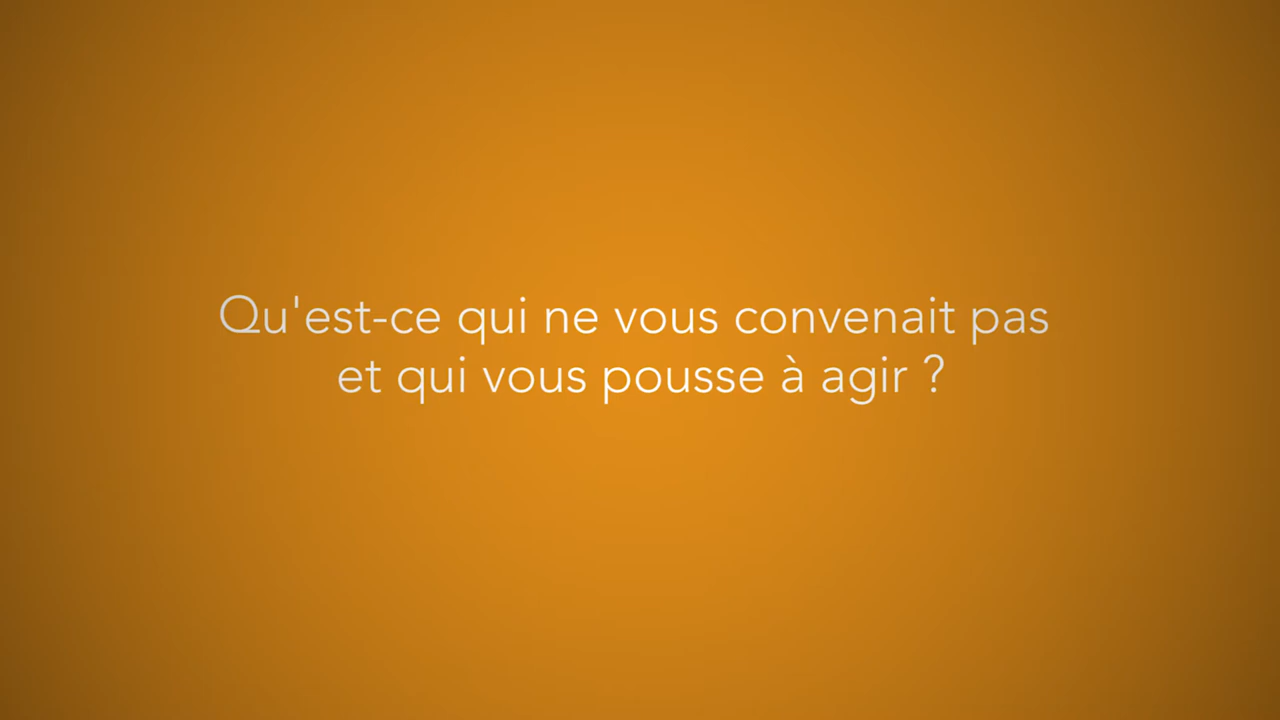 Qu'est-ce qui ne vous convenait pas
et qui vous pousse à agir ?